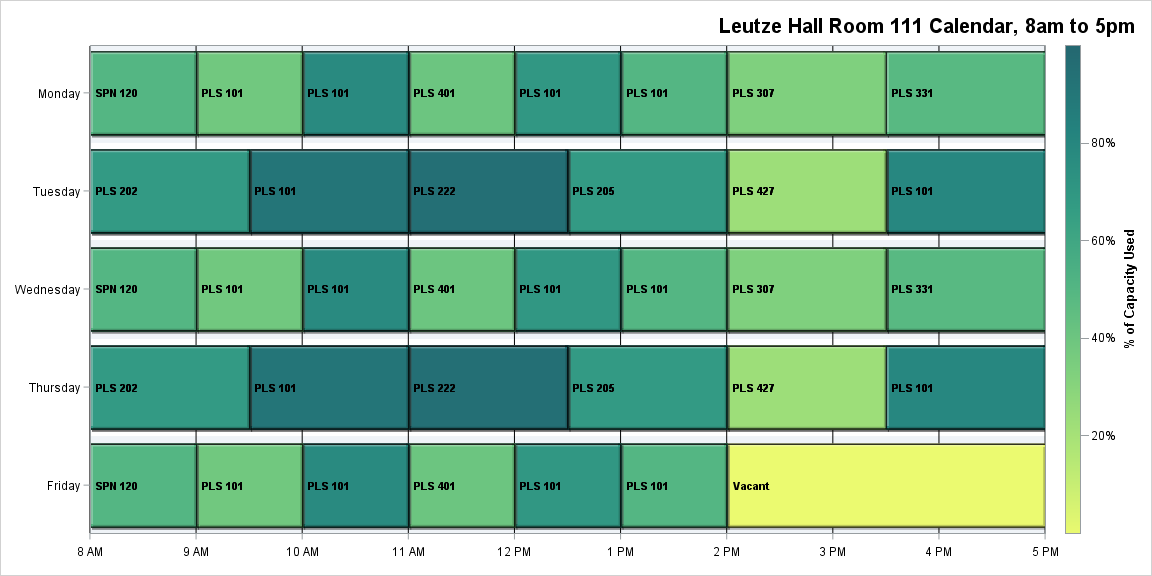 Leutze Hall Room 111 Calendar, 8am to 5pm
Monday
SPN 120
PLS 101
PLS 101
PLS 401
PLS 101
PLS 101
PLS 307
PLS 331
Tuesday
PLS 202
PLS 101
PLS 222
PLS 205
PLS 427
PLS 101
Wednesday
SPN 120
PLS 101
PLS 101
PLS 401
PLS 101
PLS 101
PLS 307
PLS 331
Thursday
PLS 202
PLS 101
PLS 222
PLS 205
PLS 427
PLS 101
Friday
SPN 120
PLS 101
PLS 101
PLS 401
PLS 101
PLS 101
Vacant
8 AM
9 AM
10 AM
11 AM
12 PM
1 PM
2 PM
3 PM
4 PM
5 PM
80%
60%
40%
20%
% of Capacity Used